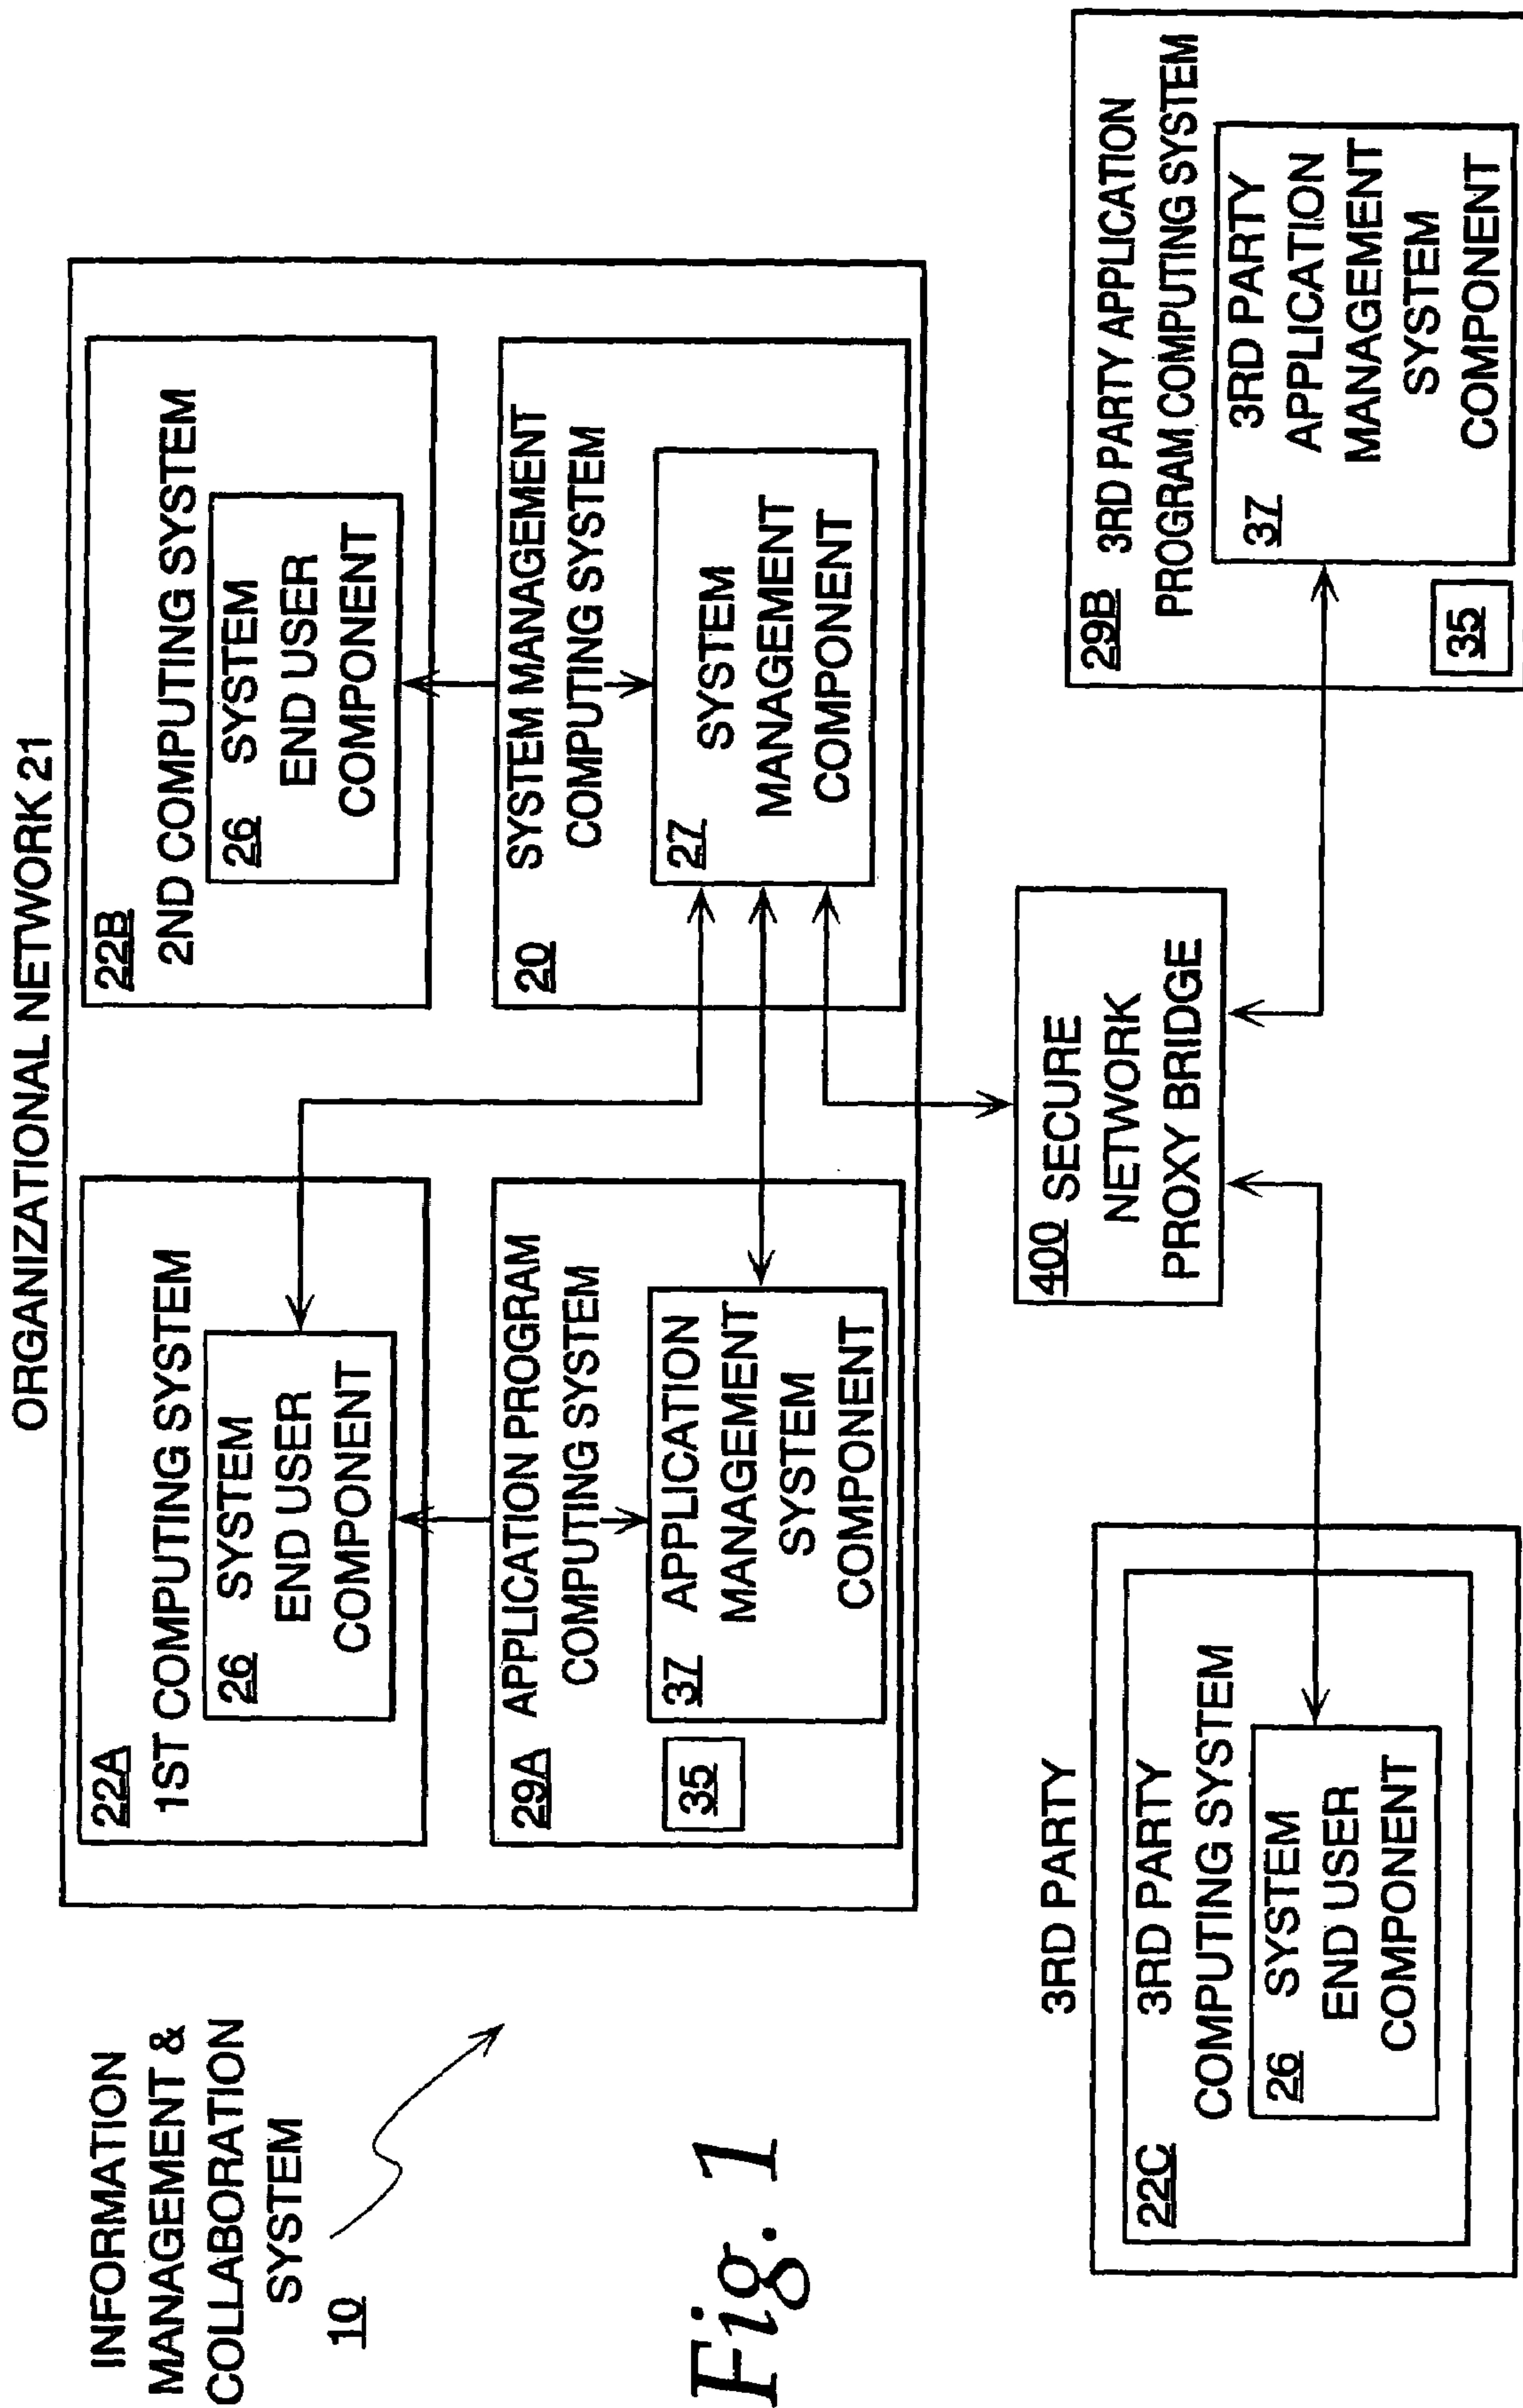 ORGANIZATIONAL NETWORK 21
INFORMATION
MANAGEMENT &
COLLABORATION
SYSTEM
10
22A
1ST COMPUTING SYSTEM
26 SYSTEM
END USER
COMPONENT
22B
2ND COMPUTING SYSTEM
26 SYSTEM
END USER
COMPONENT
29A APPLICATION PROGRAM
COMPUTING SYSTEM
35
37 APPLICATION
MANAGEMENT
SYSTEM
COMPONENT
20 SYSTEM MANAGEMENT
COMPUTING SYSTEM
27 SYSTEM
MANAGEMENT
COMPONENT
Fig. 1
3RD PARTY
22C 3RD PARTY
COMPUTING SYSTEM
26 SYSTEM
END USER
COMPONENT
400 SECURE
NETWORK
PROXY BRIDGE
29B 3RD PARTY APPLICATION
PROGRAM COMPUTING SYSTEM
35
37 3RD PARTY
APPLICATION
MANAGEMENT
SYSTEM
COMPONENT